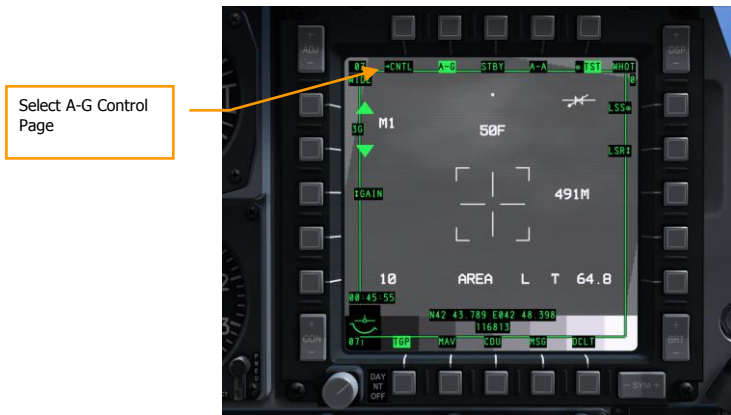 Select A-G Control
Page
ADJ
DSP
07 →CNTL A-G STBY A-A TST WHOT
WIDE 0
M1 50F LSS
3G
LSR↕
↕GAIN 491M
10 AREA L T 64.8
00:45:55
N42 43.789 E042 48.398
116813
CON 07 TGP MAV CDU MSG DCLT BRT
DAY
NT
OFF
SYM